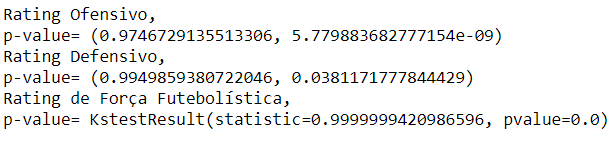 Rating Ofensivo,
p-value= (0.9746729135513306, 5.779883682777154e-09)
Rating Defensivo,
p-value= (0.9949859380722046, 0.0381171777844429)
Rating de Força Futebolística,
p-value= KstestResult(statistic=0.9999999420986596, pvalue=0.0)